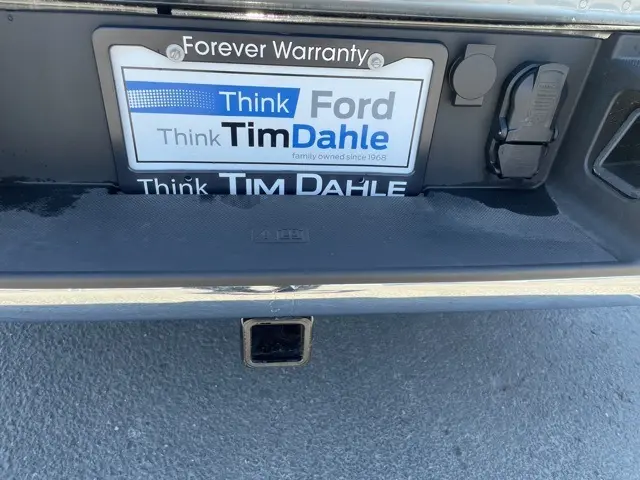 Forever Warranty
Think Ford
Think TimDahle
family owned since 1968
Think TIM DAHLE